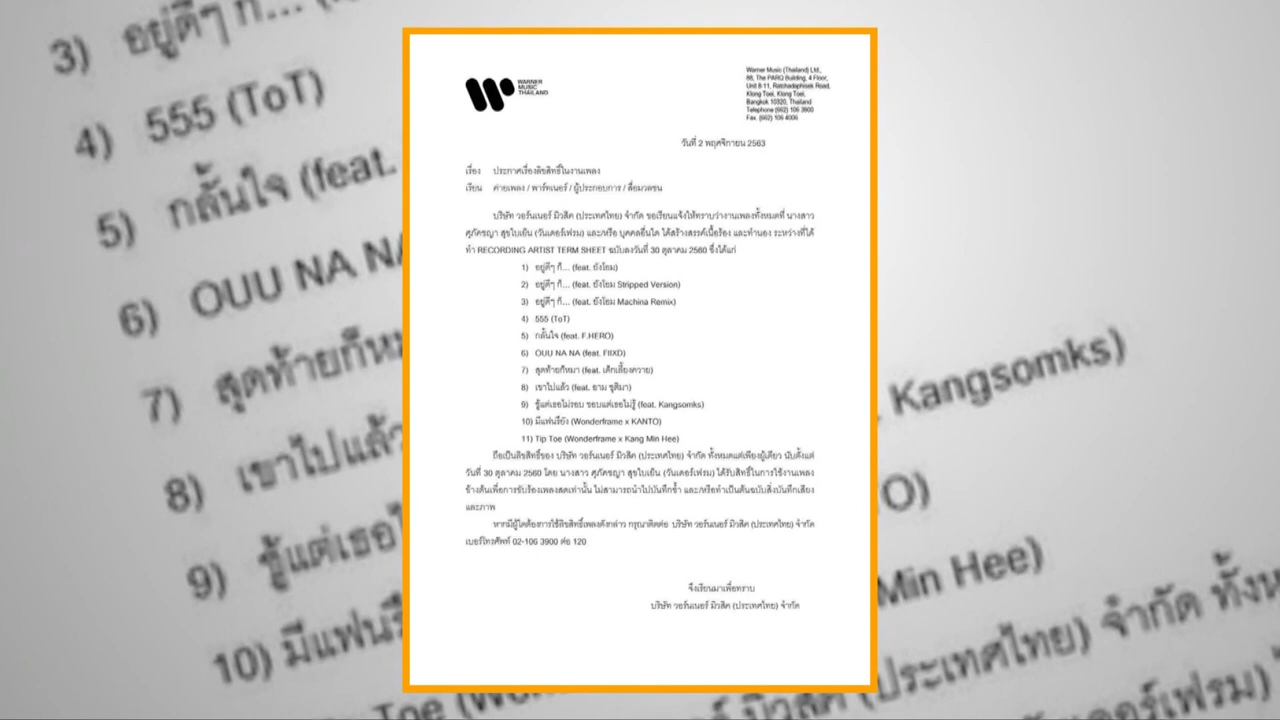 WARNER
MUSIC
THAILAND
Warner Music (Thailand) Ltd.,
88, The PARQ Building, 4 Floor,
Unit 8-11, Ratchadaphisek Road,
Klong Toei, Klong Toei,
Bangkok 10320, Thailand
Telephone (662) 106 3900
Fax. (662) 106 4006
วันที่ 2 พฤศจิกายน 2563
เรื่อง ประกาศเรื่องลิขสิทธิ์ในงานเพลง
เรียน ค่ายเพลง / พาร์ทเนอร์ / ผู้ประกอบการ / สื่อมวลชน
บริษัท วอร์นเนอร์ มิวสิค (ประเทศไทย) จำกัด ขอเรียนแจ้งให้ทราบว่างานเพลงทั้งหมดที่ นางสาว
ศุภัคชญา สุขใบเย็น (วันเดอร์เฟรม) และ/หรือ บุคคลอื่นใด ได้สร้างสรรค์เนื้อร้อง และทำนอง ระหว่างที่ได้
ทำ RECORDING ARTIST TERM SHEET ฉบับลงวันที่ 30 ตุลาคม 2560 ซึ่งได้แก่
1) อยู่ดีๆ ก็... (feat. ยังโอม)
2) อยู่ดีๆ ก็... (feat. ยังโอม Stripped Version)
3) อยู่ดีๆ ก็... (feat. ยังโอม Machina Remix)
4) 555 (ToT)
5) กลั้นใจ (feat. F.HERO)
6) OUU NA NA (feat. FIIXD)
7) สุดท้ายก็หมา (feat. เด็กเลี้ยงควาย)
8) เขาไปแล้ว (feat. อาม ชุติมา)
9) ชู้แต่เธอไม่รอบ ชอบแต่เธอไม่รู้ (feat. Kangsomks)
10) มีแฟนรึยัง (Wonderframe x KANTO)
11) Tip Toe (Wonderframe x Kang Min Hee)
ถือเป็นลิขสิทธิ์ของ บริษัท วอร์นเนอร์ มิวสิค (ประเทศไทย) จำกัด ทั้งหมดแต่เพียงผู้เดียว นับตั้งแต่
วันที่ 30 ตุลาคม 2560 โดย นางสาว ศุภัคชญา สุขใบเย็น (วันเดอร์เฟรม) ได้รับสิทธิ์ในการใช้งานเพลง
ข้างต้นเพื่อการขับร้องเพลงสดเท่านั้น ไม่สามารถนำไปบันทึกซ้ำ และ/หรือทำเป็นต้นฉบับสิ่งบันทึกเสียง
และภาพ
หากมีผู้ใดต้องการใช้ลิขสิทธิ์เพลงดังกล่าว กรุณาติดต่อ บริษัท วอร์นเนอร์ มิวสิค (ประเทศไทย) จำกัด
เบอร์โทรศัพท์ 02-106 3900 ต่อ 120
จึงเรียนมาเพื่อทราบ
บริษัท วอร์นเนอร์ มิวสิค (ประเทศไทย) จำกัด
3) อยู่ดีๆ ก็...
4) 555 (ToT)
5) กลั้นใจ (feat.
6) OUU NA NA
7) สุดท้ายก็หม
8) เขาไปแล้ว
9) ชู้แต่เธอไ
10) มีแฟนรึ
Kangsomks)
Min Hee)
(ประเทศไทย) จำกัด ทั้งห